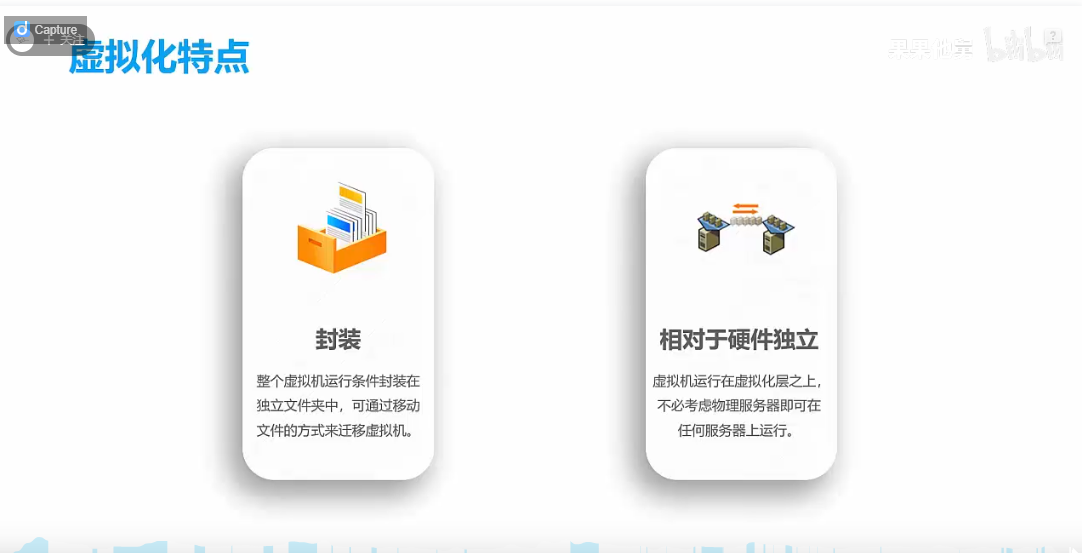 Capture
+ 关注
虚拟化特点
bilibili
封装
整个虚拟机运行条件封装在
独立文件夹中，可通过移动
文件的方式来迁移虚拟机。
相对于硬件独立
虚拟机运行在虚拟化层之上，
不必考虑物理服务器即可在
任何服务器上运行。